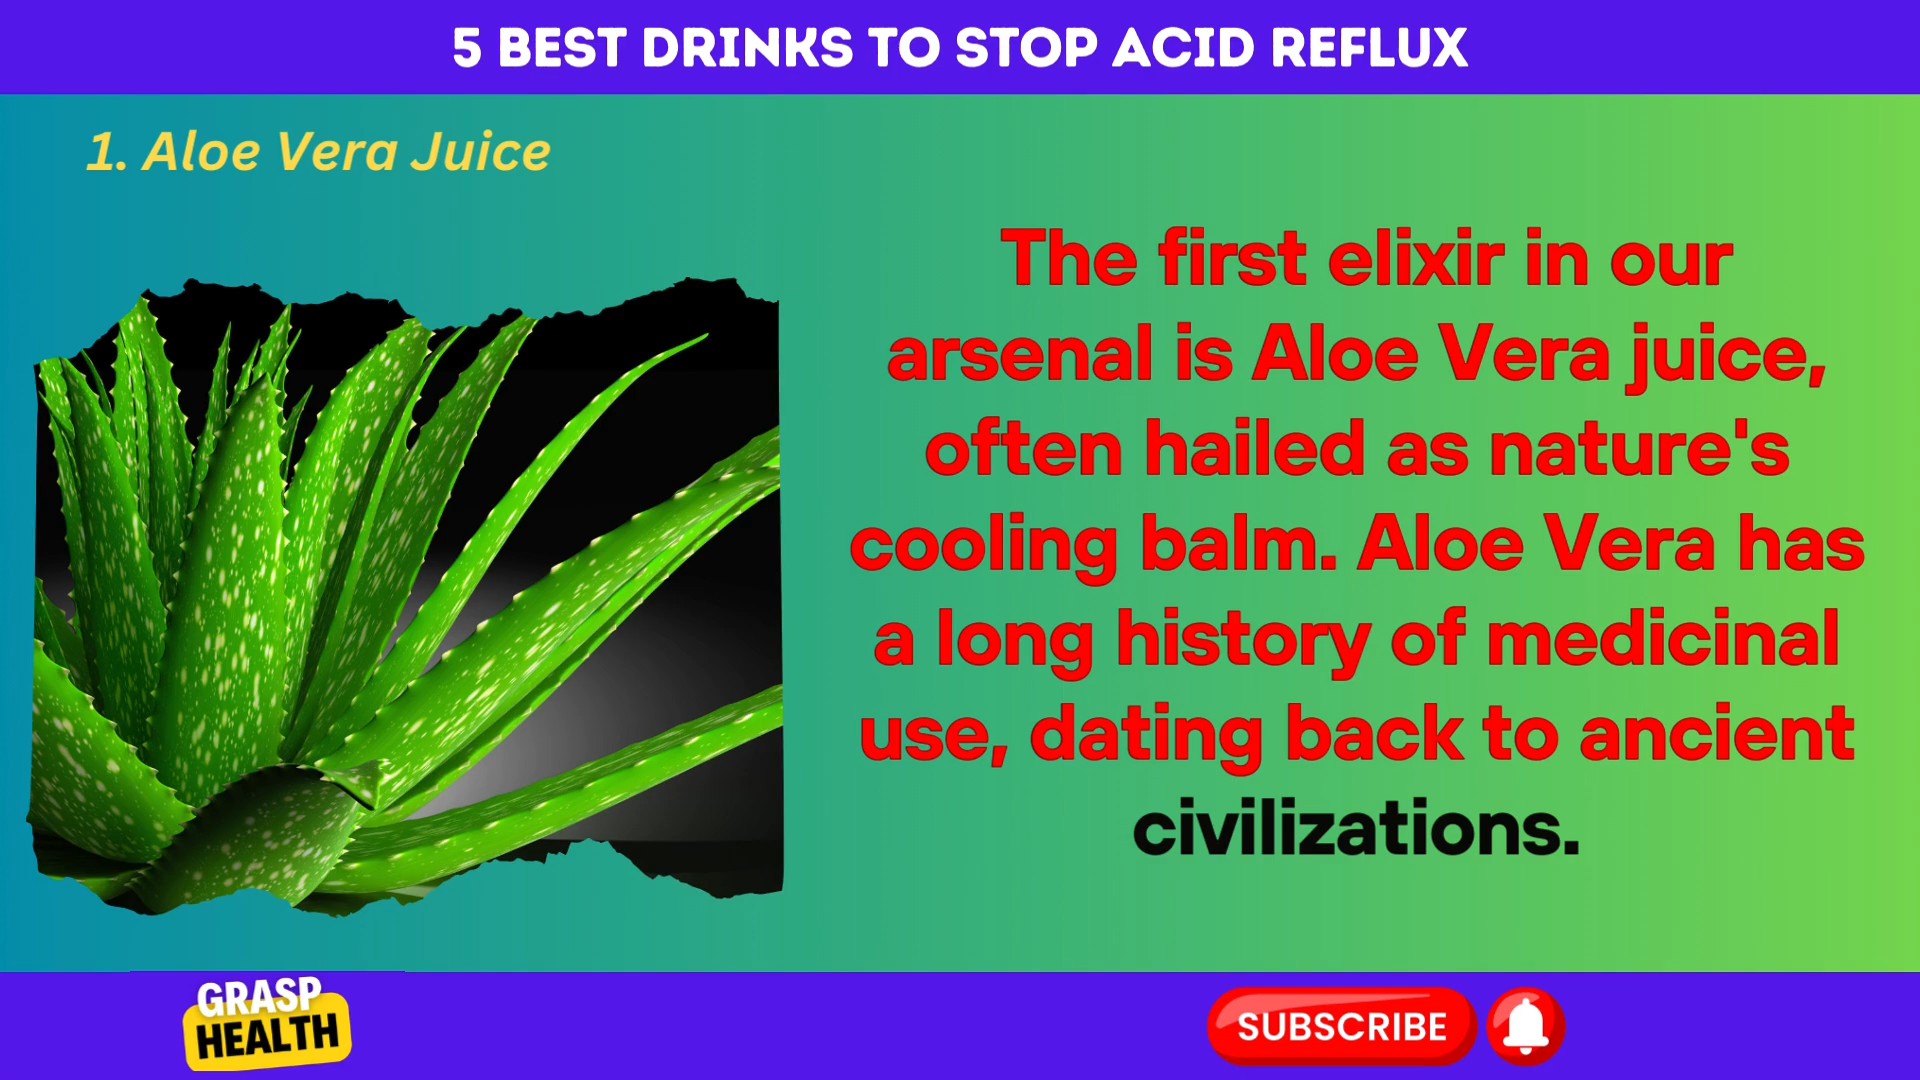 5 BEST DRINKS TO STOP ACID REFLUX
1. Aloe Vera Juice
The first elixir in our
arsenal is Aloe Vera juice,
often hailed as nature's
cooling balm. Aloe Vera has
a long history of medicinal
use, dating back to ancient
civilizations.
GRASP
HEALTH
SUBSCRIBE